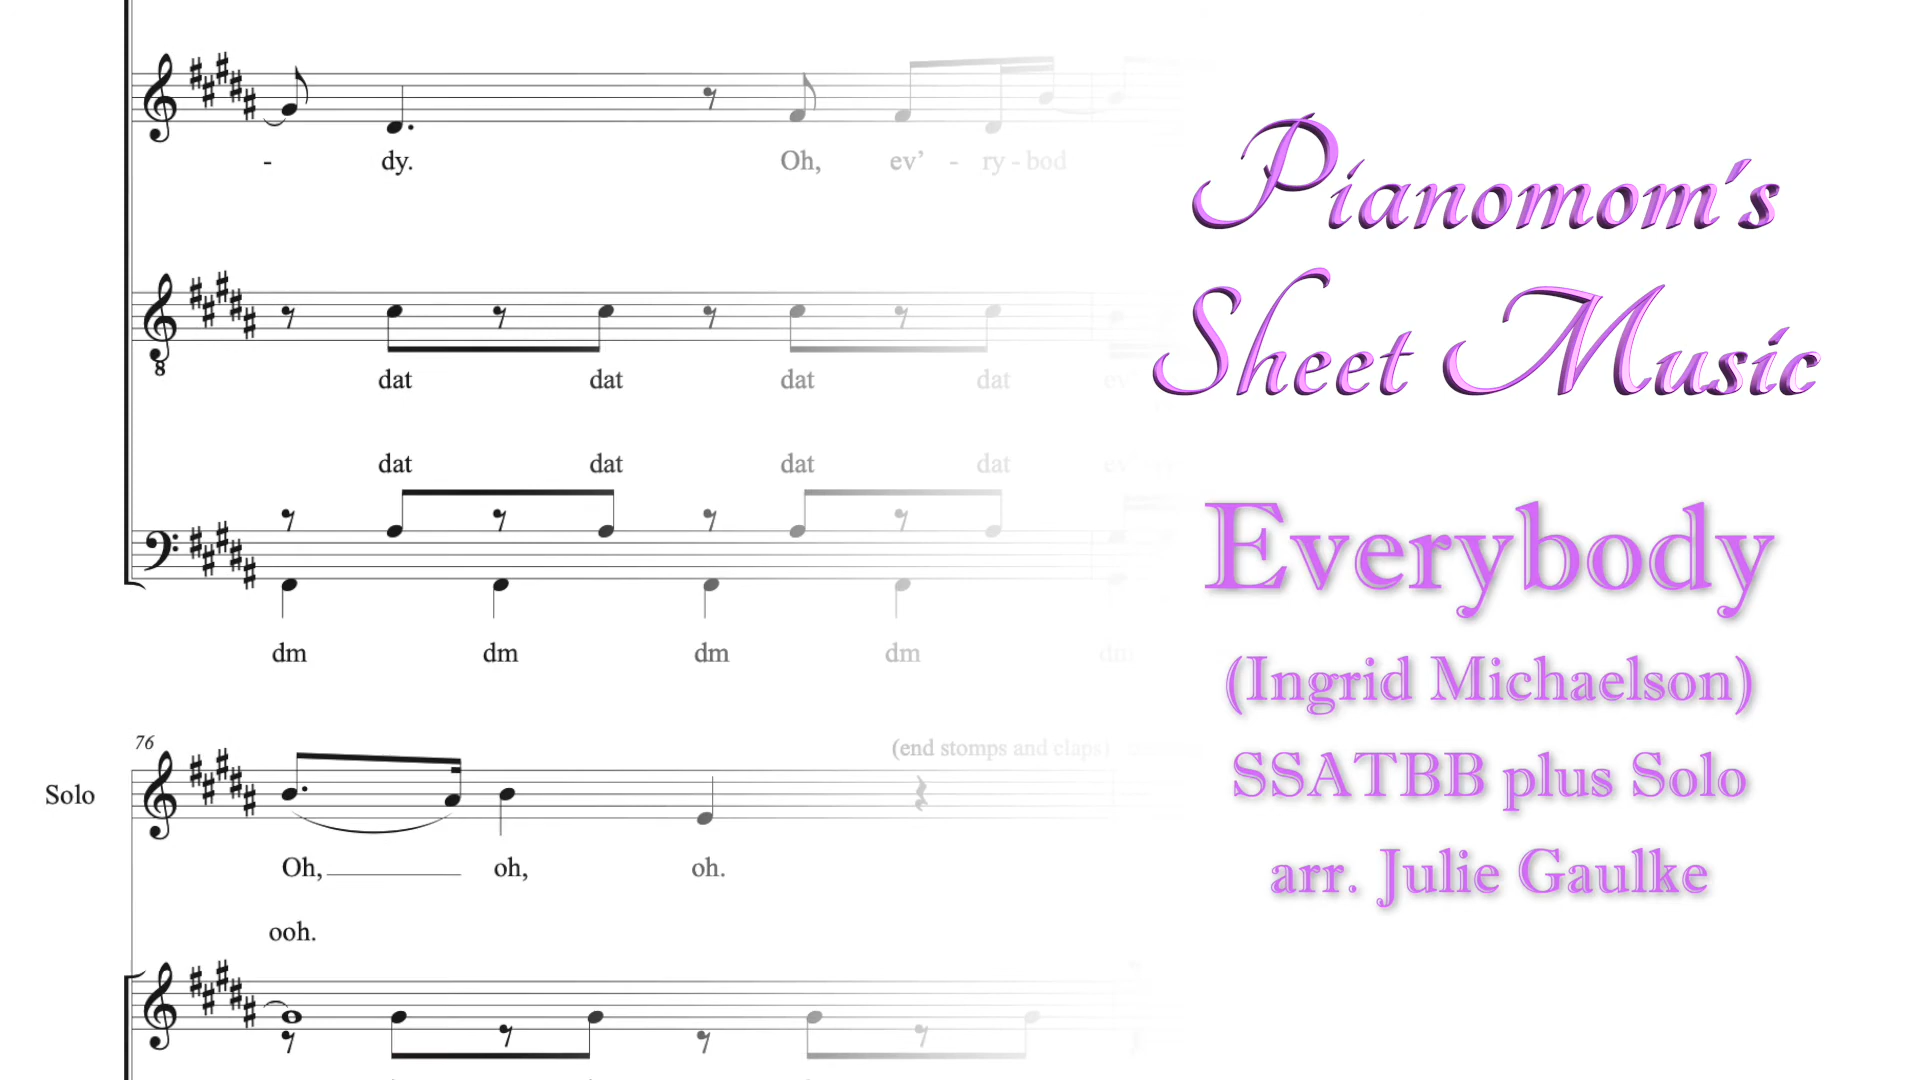 - dy. Oh, ev’ - ry - bod
8
dat dat dat dat
dat dat dat dat
dm dm dm dm dm
76
(end stomps and claps)
Solo
Oh, oh, oh.
ooh.
Pianomom's
Sheet Music
Everybody
(Ingrid Michaelson)
SSATBB plus Solo
arr. Julie Gaulke